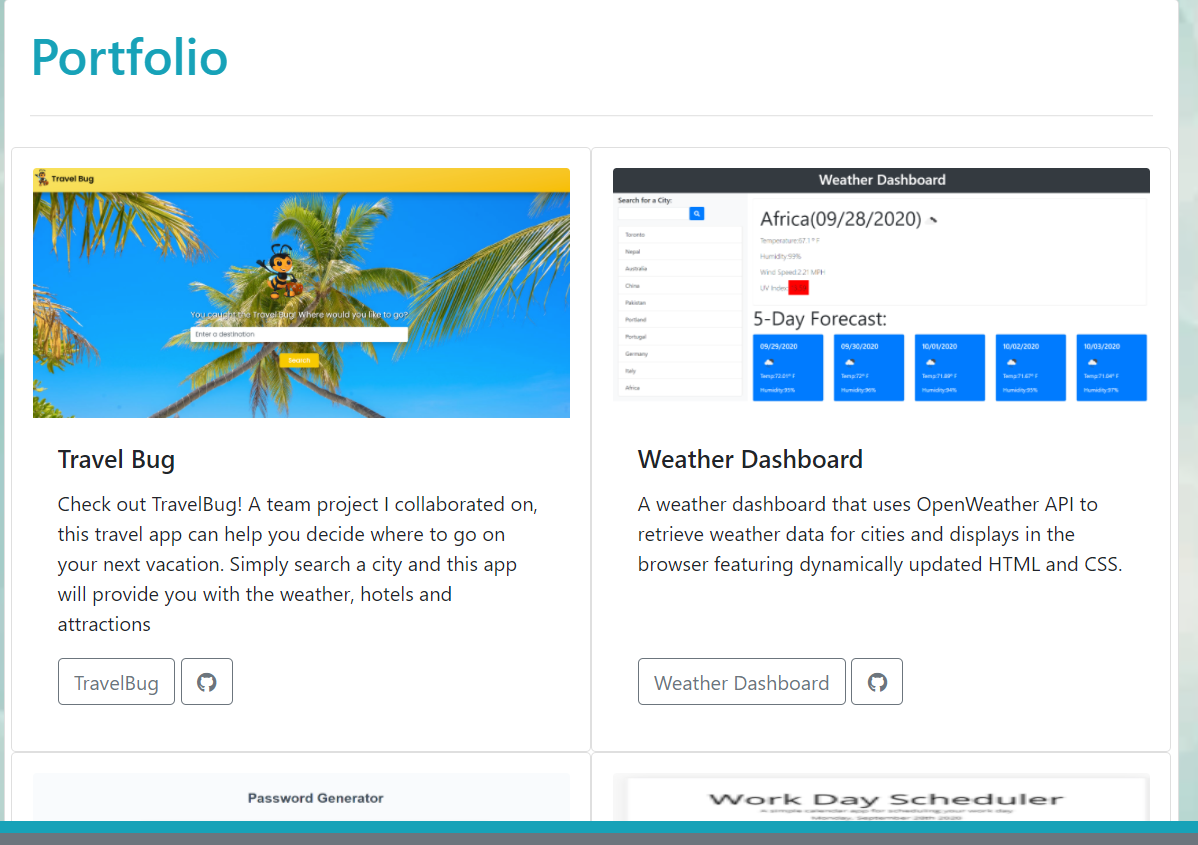 Portfolio
Travel Bug
You caught the Travel Bug! Where would you like to go?
Enter a destination
Search
Weather Dashboard
Search for a City:
Toronto
Nepal
Australia
China
Pakistan
Portland
Portugal
Germany
Italy
Africa
Africa(09/28/2020)
Temperature:67.1 ° F
Humidity:93%
Wind Speed:2.21 MPH
UV Index:
5-Day Forecast:
09/29/2020
Temp:72.01° F
Humidity:95%
09/30/2020
Temp:72° F
Humidity:96%
10/01/2020
Temp:71.89° F
Humidity:94%
10/02/2020
Temp:71.67° F
Humidity:95%
10/03/2020
Temp:71.04° F
Humidity:97%
Travel Bug
Check out TravelBug! A team project I collaborated on,
this travel app can help you decide where to go on
your next vacation. Simply search a city and this app
will provide you with the weather, hotels and
attractions
TravelBug
Weather Dashboard
A weather dashboard that uses OpenWeather API to
retrieve weather data for cities and displays in the
browser featuring dynamically updated HTML and CSS.
Weather Dashboard
Password Generator
Work Day Scheduler
A simple calendar app for scheduling your work day
Monday, September 28th 2020